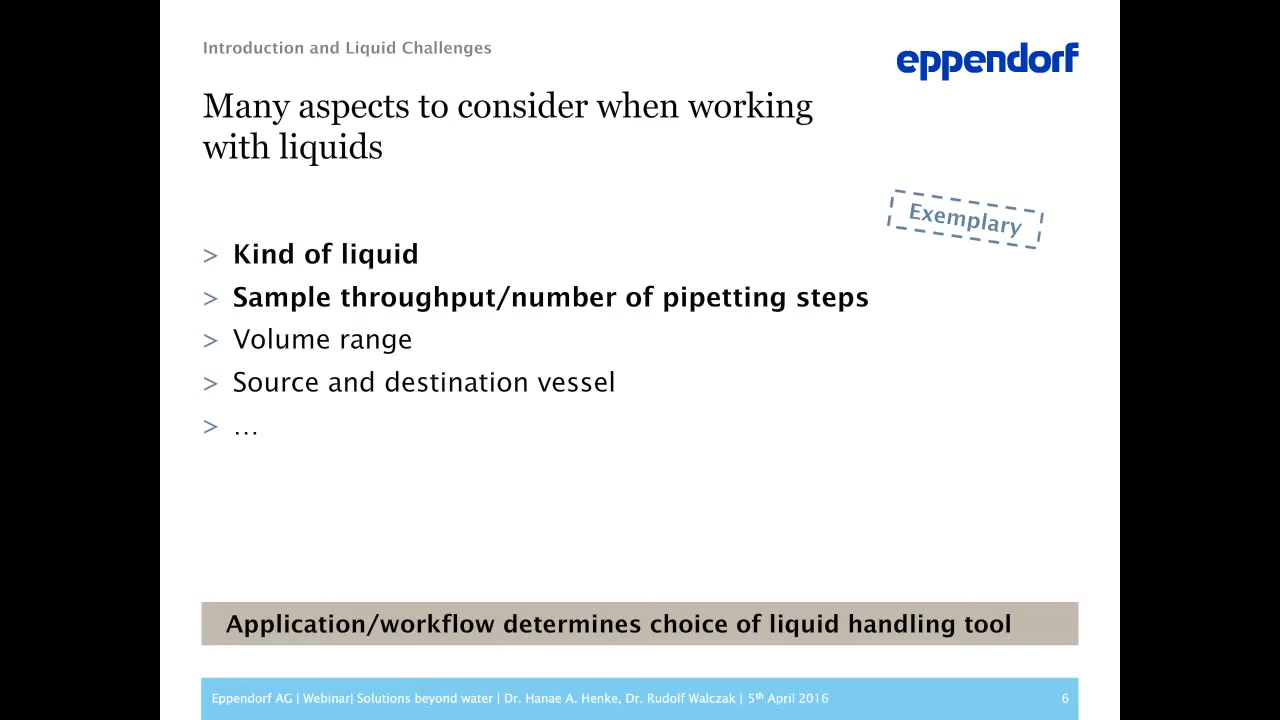 Introduction and Liquid Challenges
eppendorf
Many aspects to consider when working
with liquids
Exemplary
> Kind of liquid
> Sample throughput/number of pipetting steps
> Volume range
> Source and destination vessel
> …
Application/workflow determines choice of liquid handling tool
Eppendorf AG | Webinar| Solutions beyond water | Dr. Hanae A. Henke, Dr. Rudolf Walczak | 5th April 2016 6